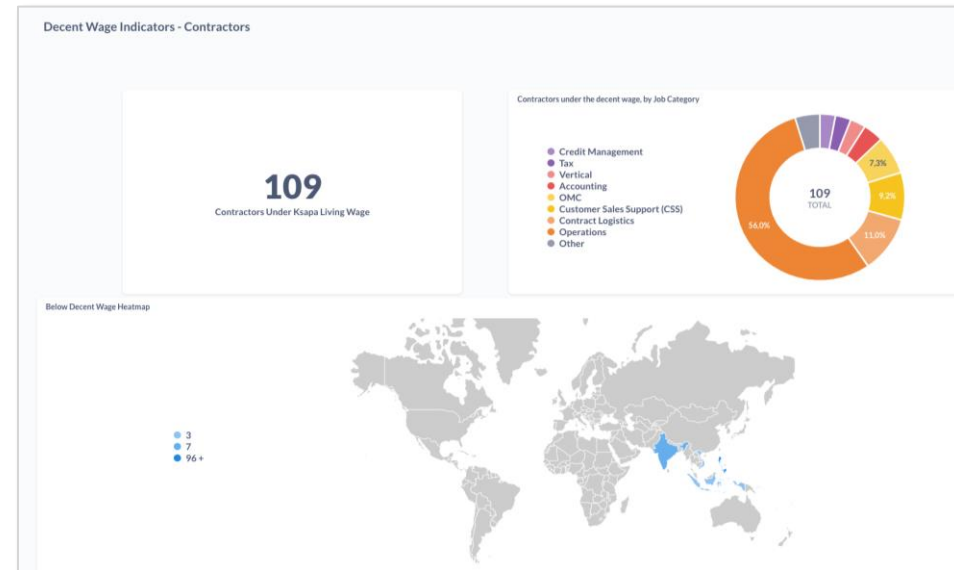 Decent Wage Indicators - Contractors
109
Contractors Under Ksapa Living Wage
Contractors under the decent wage, by Job Category
Credit Management
Tax
Vertical
Accounting
OMC
Customer Sales Support (CSS)
Contract Logistics
Operations
Other
7,3%
9,2%
11,0%
56,0%
109
TOTAL
Below Decent Wage Heatmap
3
7
96 +